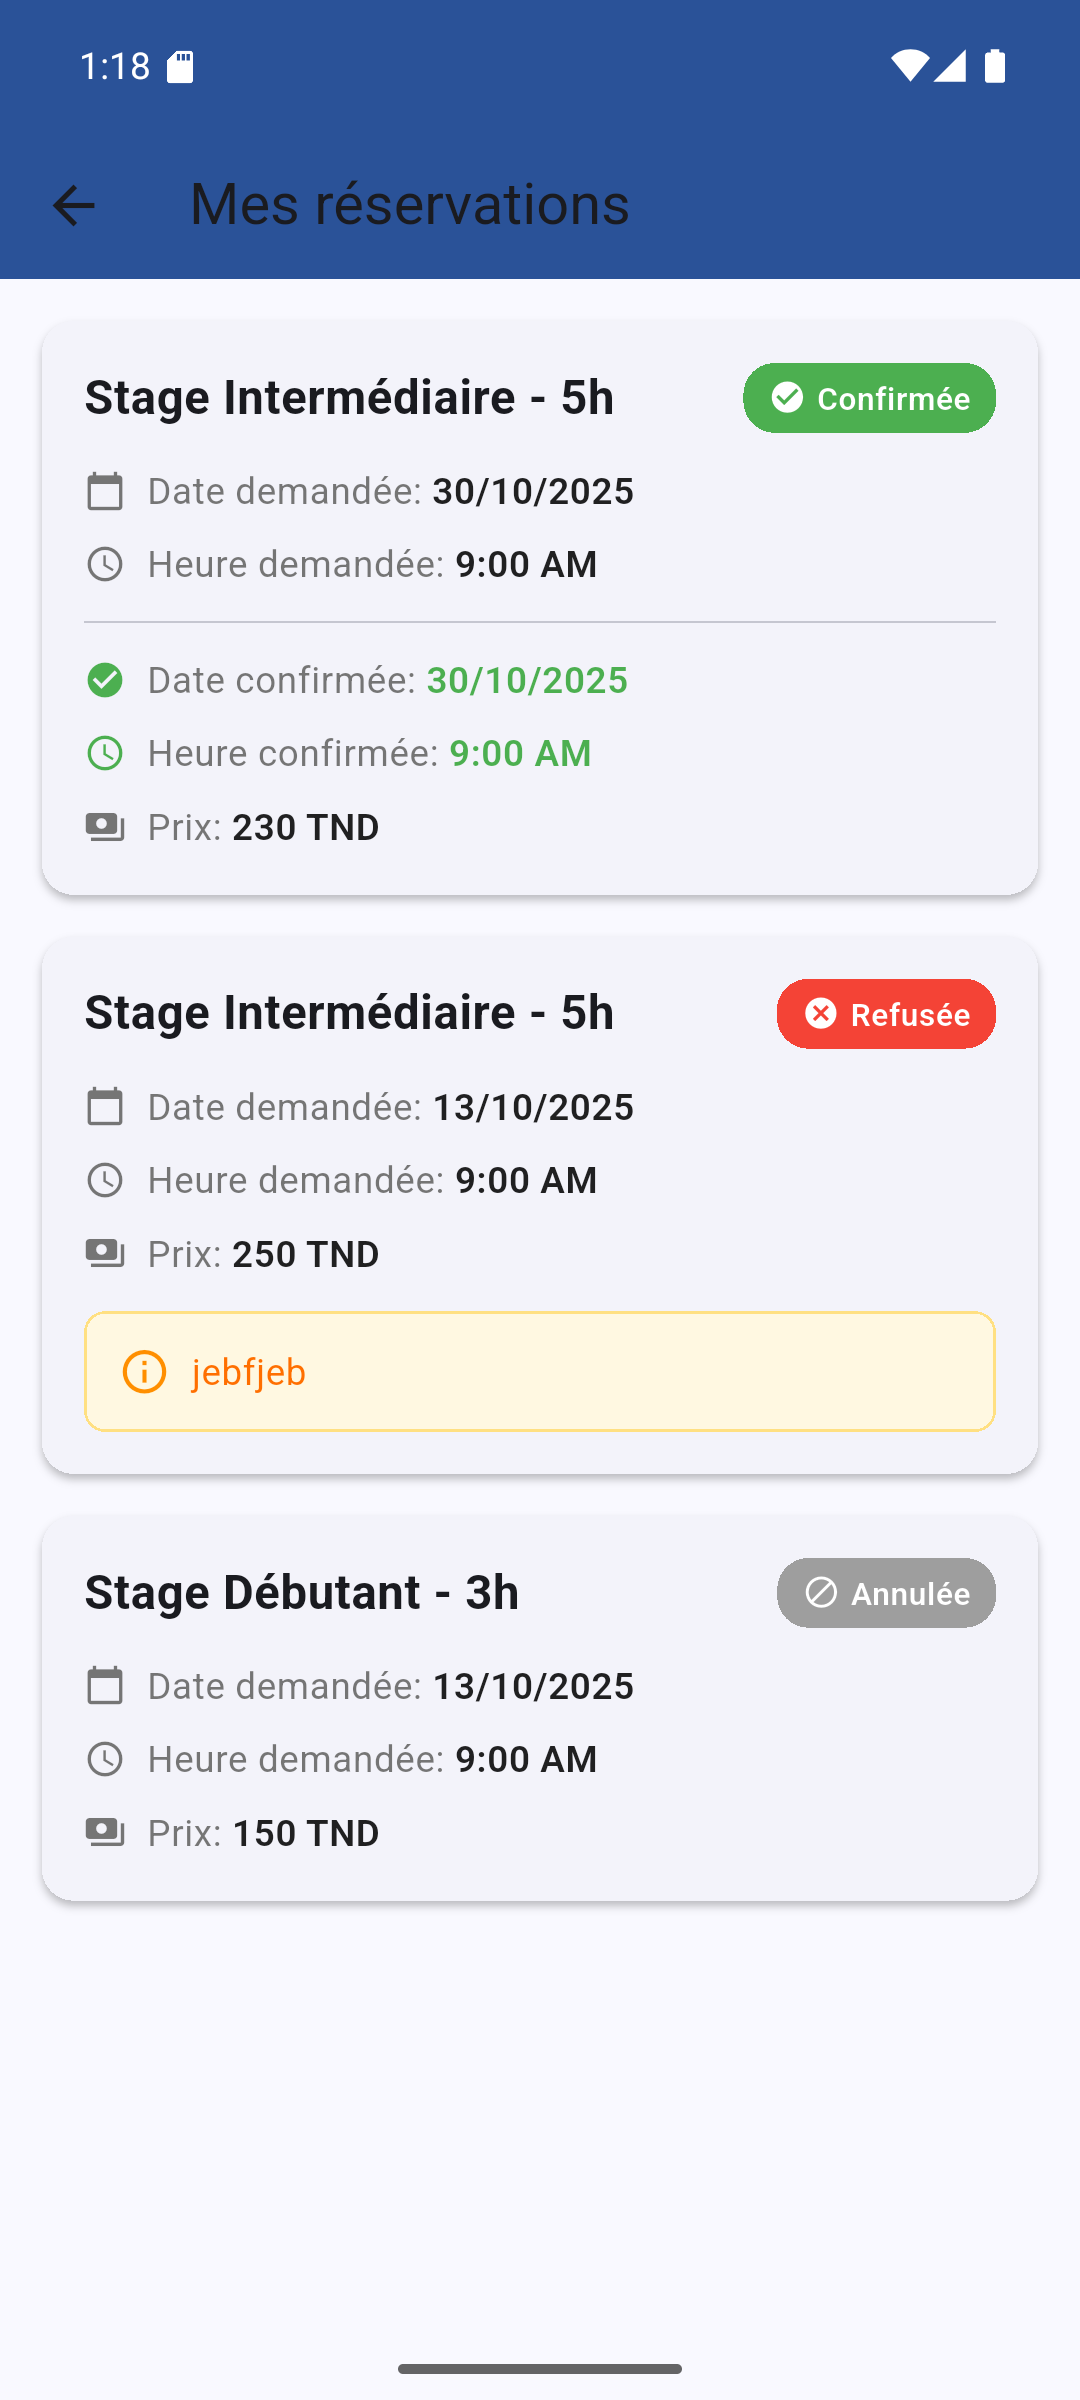 1:18
Mes réservations
Stage Intermédiaire - 5h
Confirmée
Date demandée: 30/10/2025
Heure demandée: 9:00 AM
Date confirmée: 30/10/2025
Heure confirmée: 9:00 AM
Prix: 230 TND
Stage Intermédiaire - 5h
Refusée
Date demandée: 13/10/2025
Heure demandée: 9:00 AM
Prix: 250 TND
jebfjeb
Stage Débutant - 3h
Annulée
Date demandée: 13/10/2025
Heure demandée: 9:00 AM
Prix: 150 TND